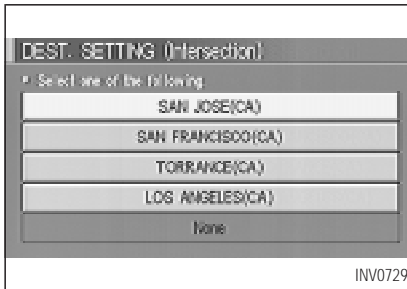 DEST. SETTING (Intersection)
Select one of the following.
SAN JOSE(CA)
SAN FRANCISCO(CA)
TORRANCE(CA)
LOS ANGELES(CA)
None
INV0729